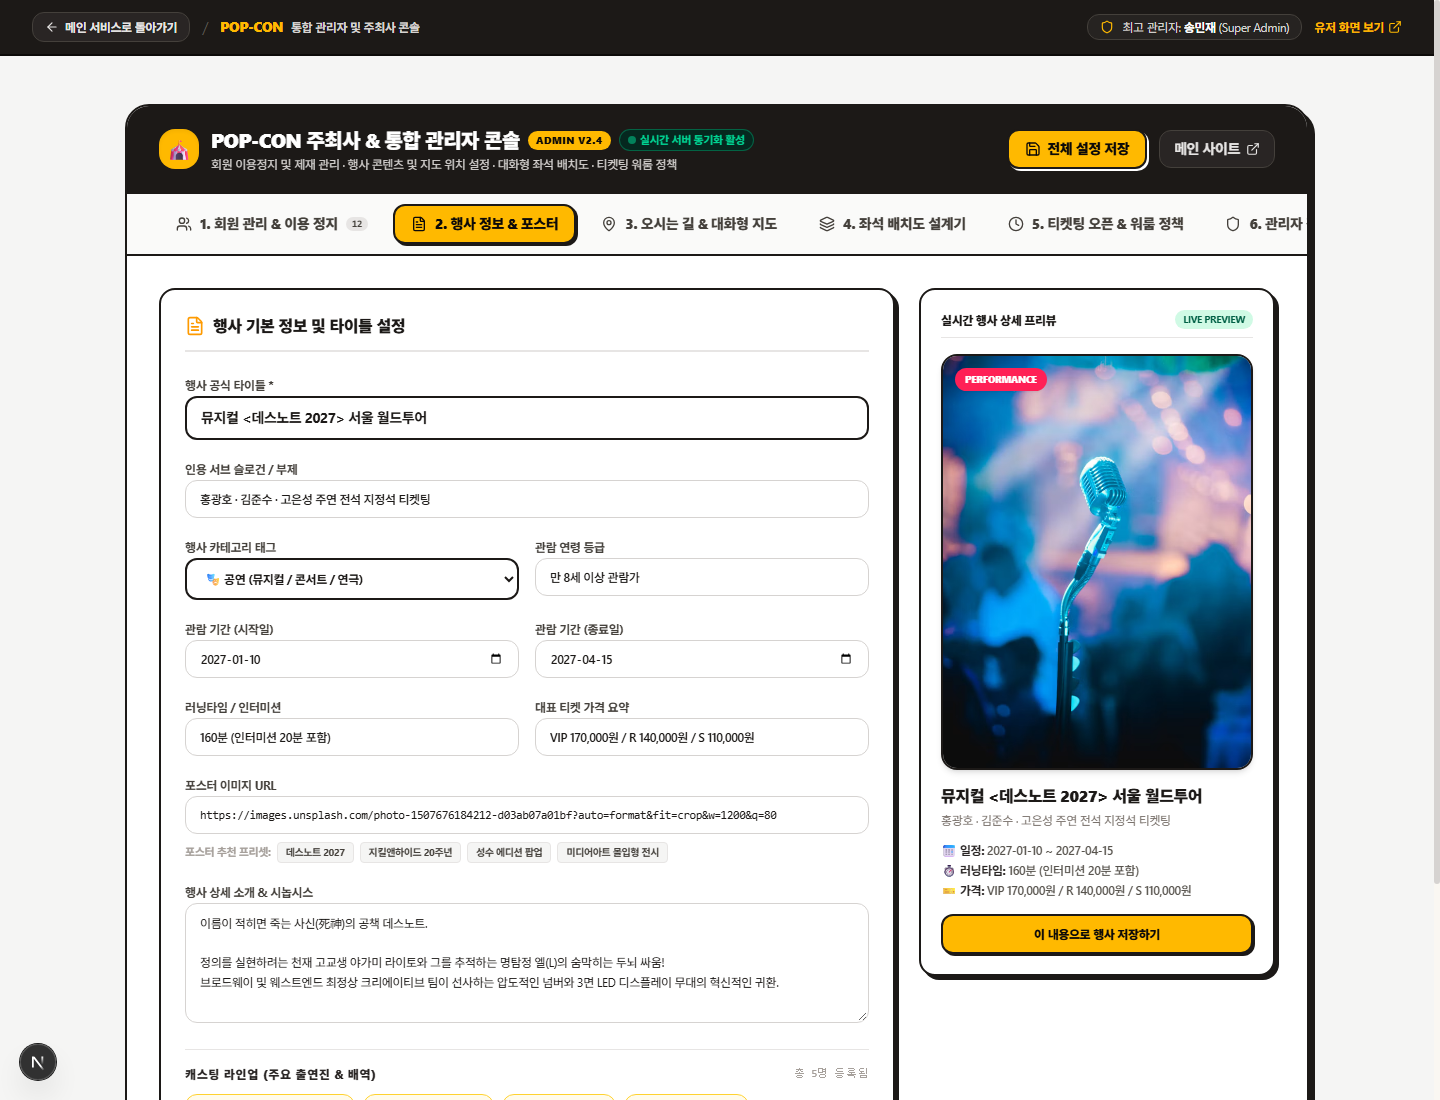 메인 서비스로 돌아가기 / POP-CON 통합 관리자 및 주최사 콘솔
최고 관리자: 송민재 (Super Admin) 유저 화면 보기
POP-CON 주최사 & 통합 관리자 콘솔 ADMIN V2.4 실시간 서버 동기화 활성
회원 이용정지 및 제재 관리 · 행사 콘텐츠 및 지도 위치 설정 · 대화형 좌석 배치도 · 티켓팅 워룸 정책
전체 설정 저장 메인 사이트
1. 회원 관리 & 이용 정지 12
2. 행사 정보 & 포스터
3. 오시는 길 & 대화형 지도
4. 좌석 배치도 설계기
5. 티켓팅 오픈 & 워룸 정책
6. 관리자
행사 기본 정보 및 타이틀 설정
행사 공식 타이틀 *
뮤지컬 <데스노트 2027> 서울 월드투어
인용 서브 슬로건 / 부제
홍광호 · 김준수 · 고은성 주연 전석 지정석 티켓팅
행사 카테고리 태그
공연 (뮤지컬 / 콘서트 / 연극)
관람 연령 등급
만 8세 이상 관람가
관람 기간 (시작일)
2027-01-10
관람 기간 (종료일)
2027-04-15
러닝타임 / 인터미션
160분 (인터미션 20분 포함)
대표 티켓 가격 요약
VIP 170,000원 / R 140,000원 / S 110,000원
포스터 이미지 URL
https://images.unsplash.com/photo-1507676184212-d03ab07a01bf?auto=format&fit=crop&w=1200&q=80
포스터 추천 프리셋: 데스노트 2027 지킬앤하이드 20주년 성수 에디션 팝업 미디어아트 몰입형 전시
행사 상세 소개 & 시놉시스
이름이 적히면 죽는 사신(死神)의 공책 데스노트.
정의를 실현하려는 천재 고교생 야가미 라이토와 그를 추적하는 명탐정 엘(L)의 숨막히는 두뇌 싸움!
브로드웨이 및 웨스트엔드 최정상 크리에이티브 팀이 선사하는 압도적인 넘버와 3면 LED 디스플레이 무대의 혁신적인 귀환.
캐스팅 라인업 (주요 출연진 & 배역)
총 5명 등록됨
실시간 행사 상세 프리뷰
LIVE PREVIEW
PERFORMANCE
뮤지컬 <데스노트 2027> 서울 월드투어
홍광호 · 김준수 · 고은성 주연 전석 지정석 티켓팅
일정: 2027-01-10 ~ 2027-04-15
러닝타임: 160분 (인터미션 20분 포함)
가격: VIP 170,000원 / R 140,000원 / S 110,000원
이 내용으로 행사 저장하기
N